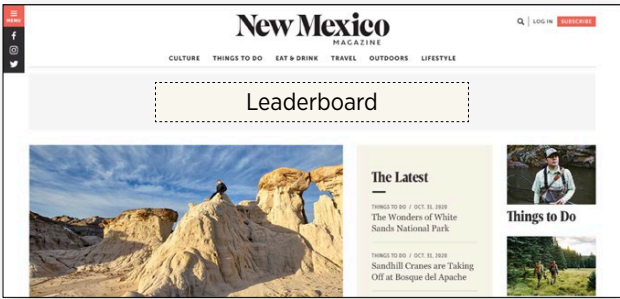 MENU
New Mexico
MAGAZINE
LOG IN
SUBSCRIBE
CULTURE THINGS TO DO EAT & DRINK TRAVEL OUTDOORS LIFESTYLE
Leaderboard
The Latest
THINGS TO DO / OCT. 31, 2020
The Wonders of White
Sands National Park
THINGS TO DO / OCT. 31, 2020
Sandhill Cranes are Taking
Off at Bosque del Apache
Things to Do